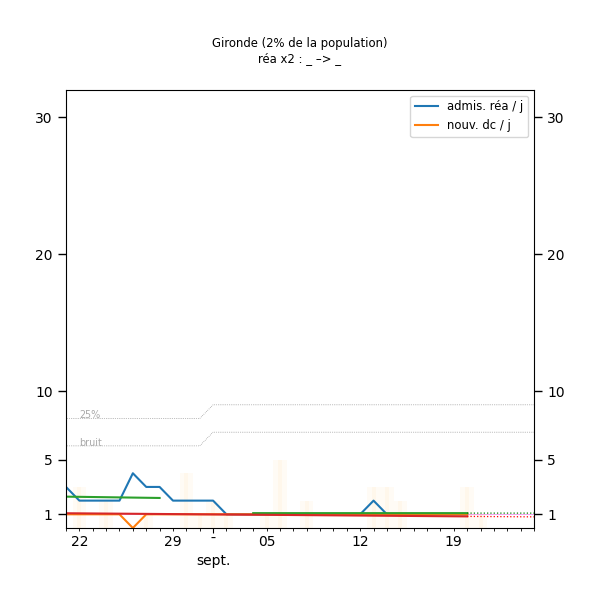 Gironde (2% de la population)
réa x2 : _ –> _
admis. réa / j
nouv. dc / j
30 30
20 20
10 10
25%
bruit
5 5
1 1
22 29 - 05 12 19
sept.